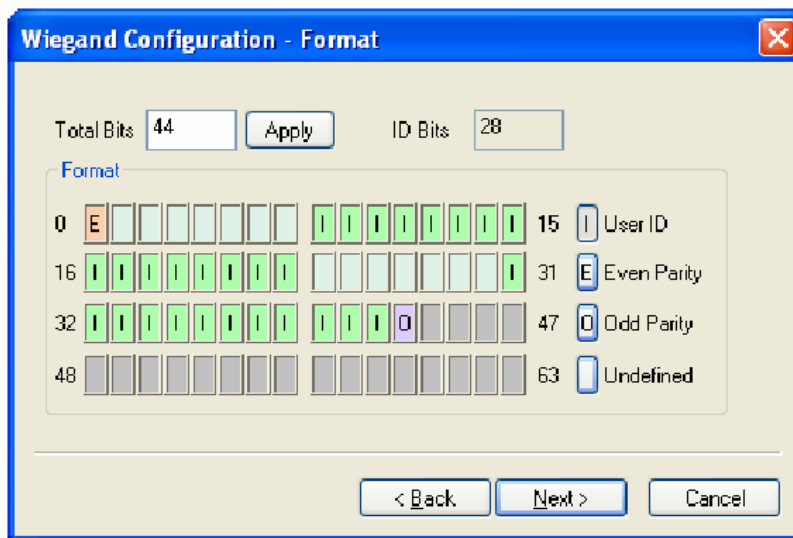 Wiegand Configuration - Format
Total Bits 44 Apply ID Bits 28
Format
0 E I I I I I I I I 15 I User ID
16 I I I I I I I I I 31 E Even Parity
32 I I I I I I I I I I I O 47 O Odd Parity
48 63 Undefined
< Back Next > Cancel